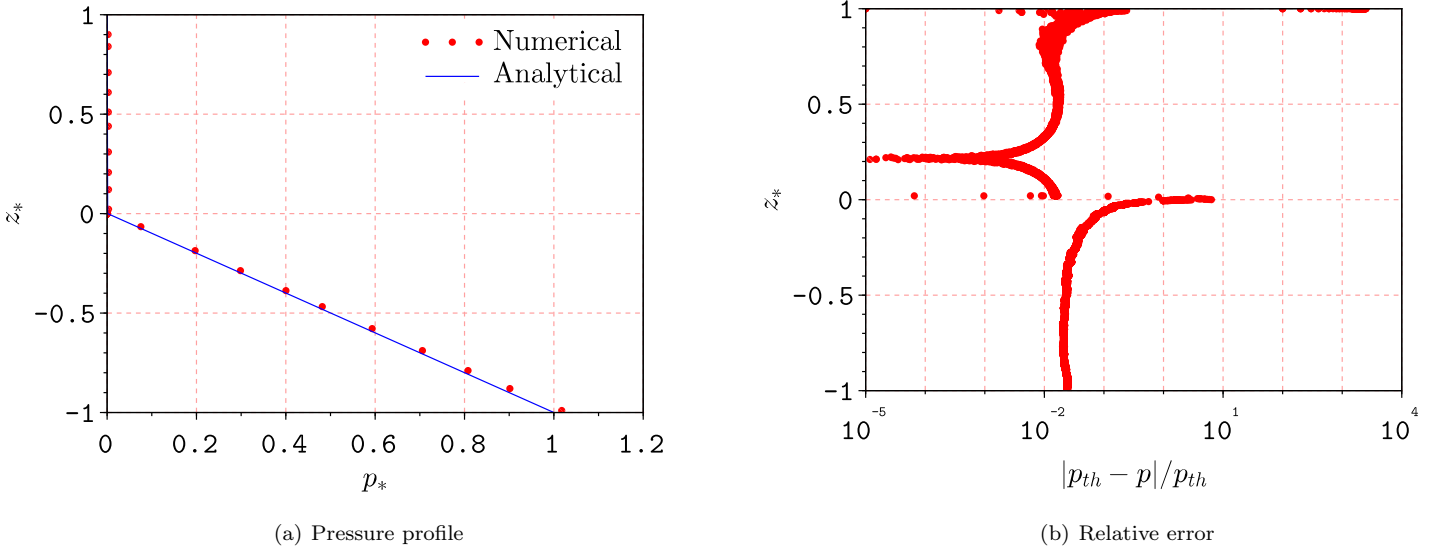 1
0.5
0
−0.5
−1
z*
0 0.2 0.4 0.6 0.8 1 1.2
p*
Numerical
Analytical
(a) Pressure profile
1
0.5
0
−0.5
−1
z*
10^-5 10^-2 10^1 10^4
|p_th − p|/p_th
(b) Relative error